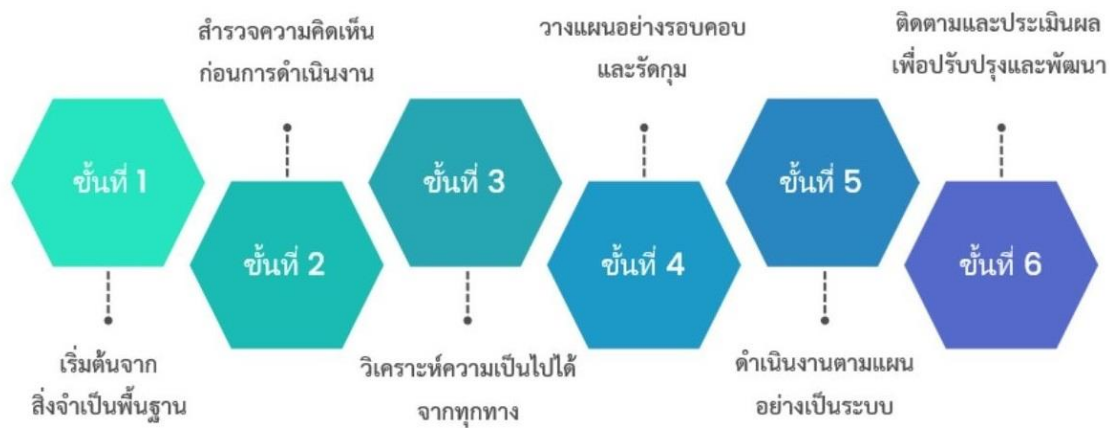 ขั้นที่ 1
เริ่มต้นจาก
สิ่งจำเป็นพื้นฐาน
สำรวจความคิดเห็น
ก่อนการดำเนินงาน
ขั้นที่ 2
ขั้นที่ 3
วิเคราะห์ความเป็นไปได้
จากทุกทาง
วางแผนอย่างรอบคอบ
และรัดกุม
ขั้นที่ 4
ขั้นที่ 5
ดำเนินงานตามแผน
อย่างเป็นระบบ
ติดตามและประเมินผล
เพื่อปรับปรุงและพัฒนา
ขั้นที่ 6